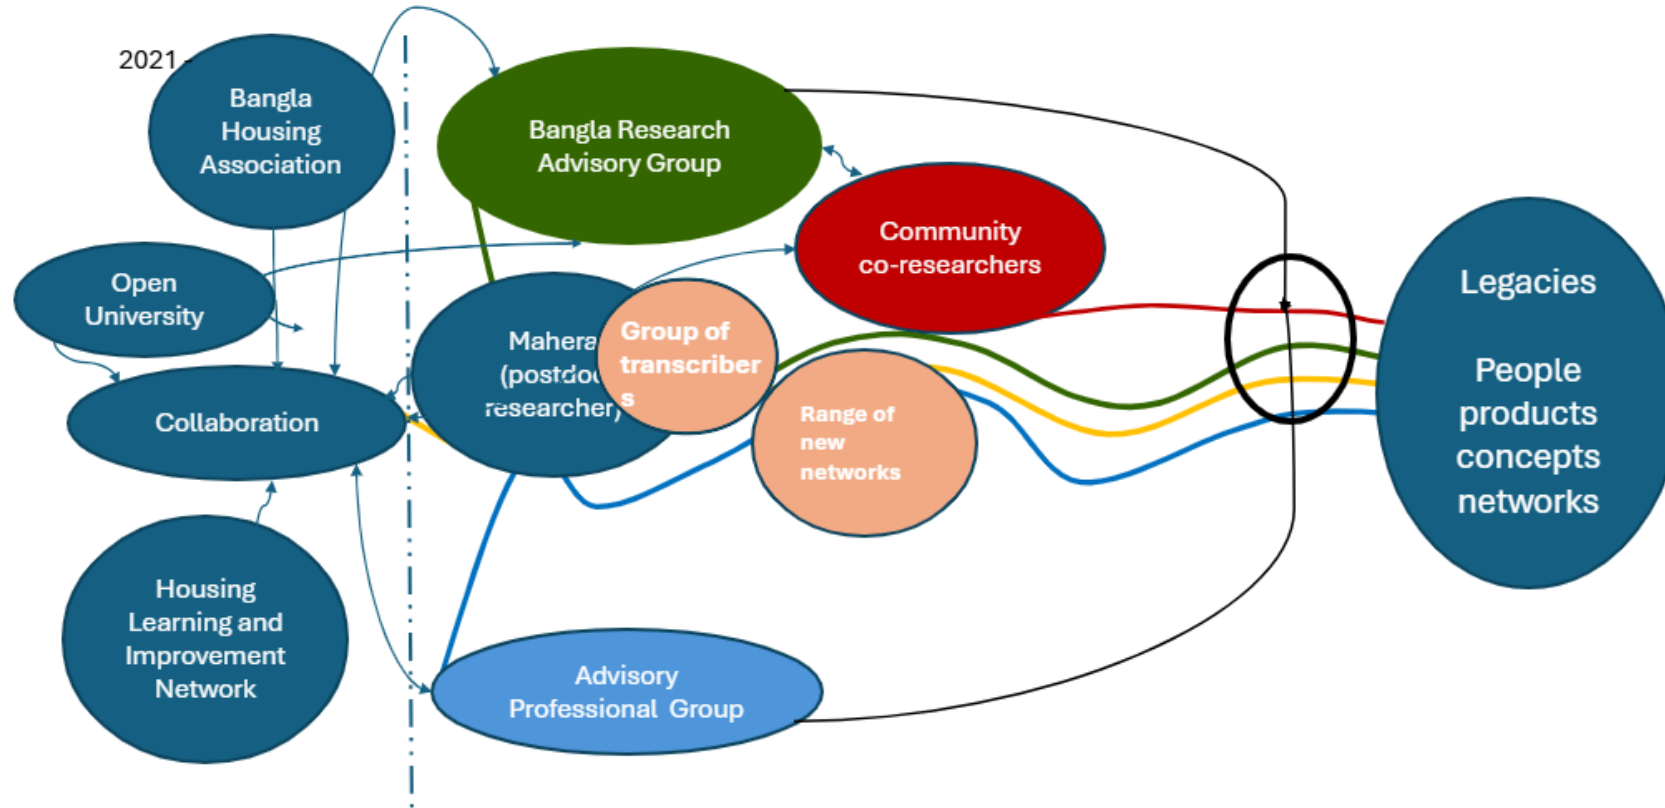 2021-
Bangla
Housing
Association
Bangla Research
Advisory Group
Community
co-researchers
Open
University
Mahera
(postdoc
researcher)
Group of
transcriber
s
Collaboration
Range of
new
networks
Legacies
People
products
concepts
networks
Housing
Learning and
Improvement
Network
Advisory
Professional Group